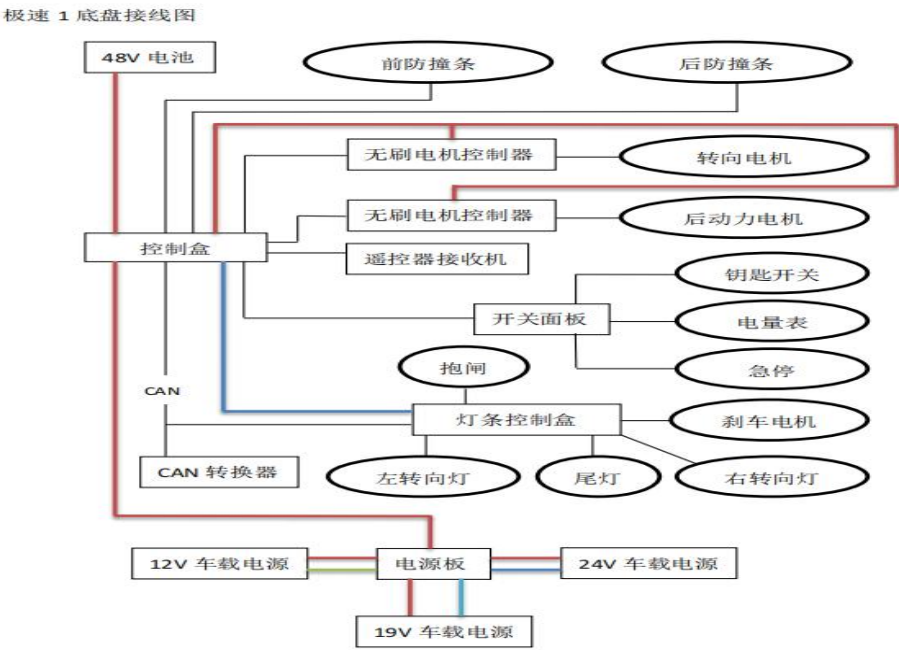 极速 1 底盘接线图
48V 电池
前防撞条
后防撞条
无刷电机控制器
转向电机
无刷电机控制器
后动力电机
控制盒
遥控器接收机
钥匙开关
开关面板
电量表
抱闸
急停
CAN
灯条控制盒
刹车电机
CAN 转换器
左转向灯
尾灯
右转向灯
12V 车载电源
电源板
24V 车载电源
19V 车载电源